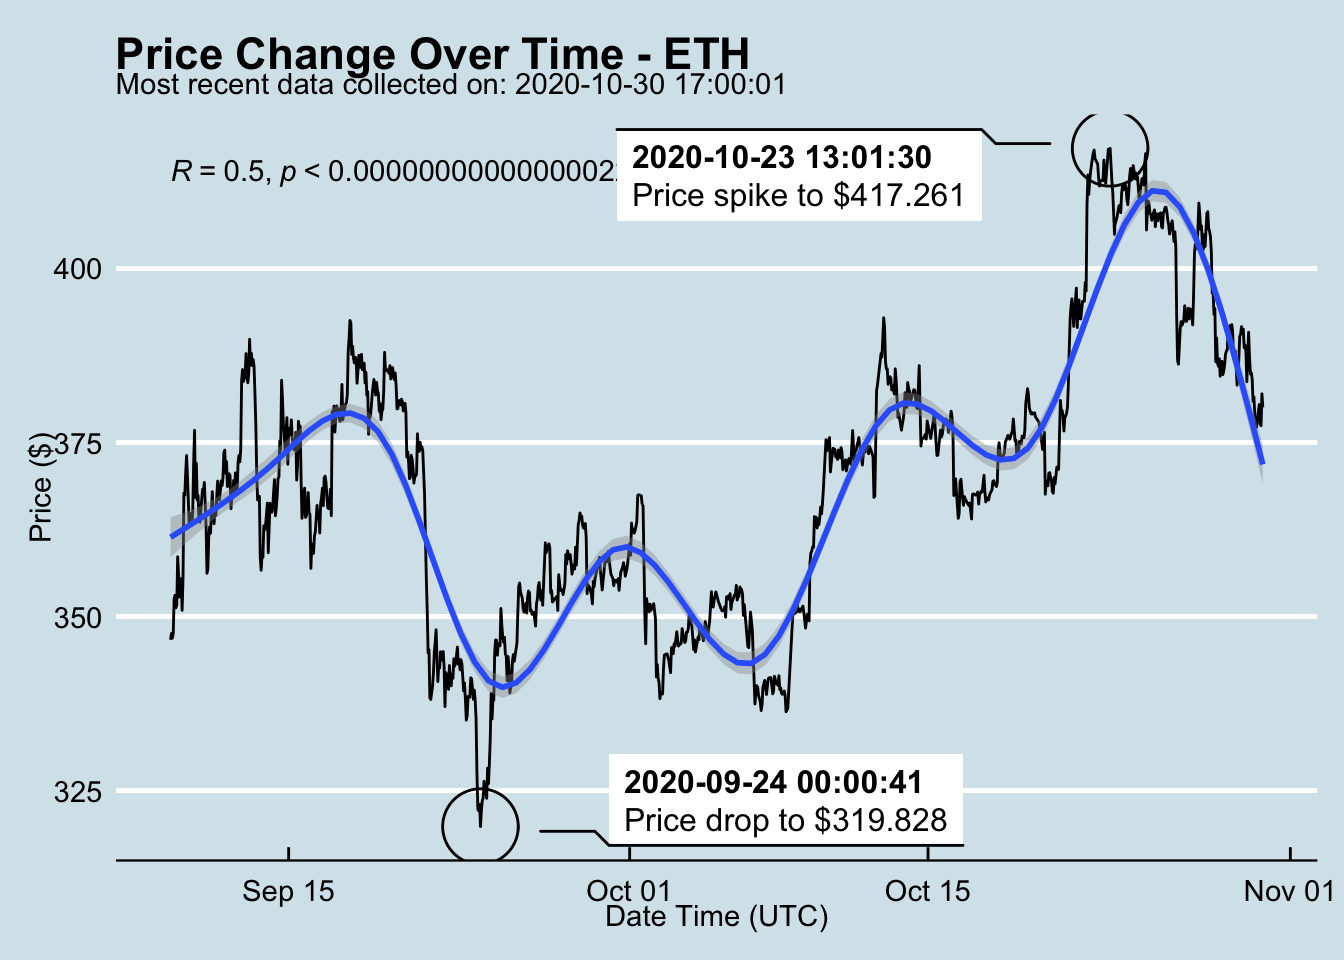 Price Change Over Time - ETH
Most recent data collected on: 2020-10-30 17:00:01
R = 0.5, p < 0.00000000000000022
2020-10-23 13:01:30
Price spike to $417.261
400
375
350
325
Price ($)
2020-09-24 00:00:41
Price drop to $319.828
Sep 15
Oct 01
Oct 15
Nov 01
Date Time (UTC)